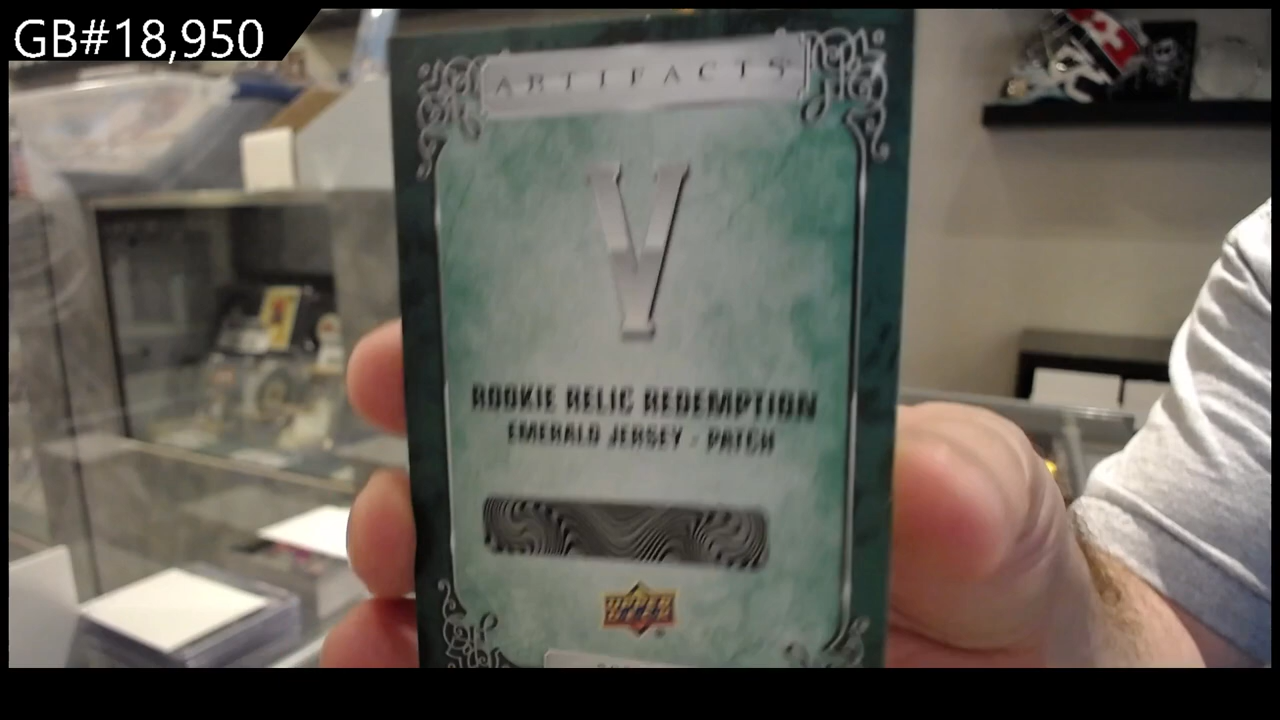 GB#18,950
ARTIFACTS
V
ROOKIE RELIC REDEMPTION
EMERALD JERSEY - PATCH
UPPER DECK